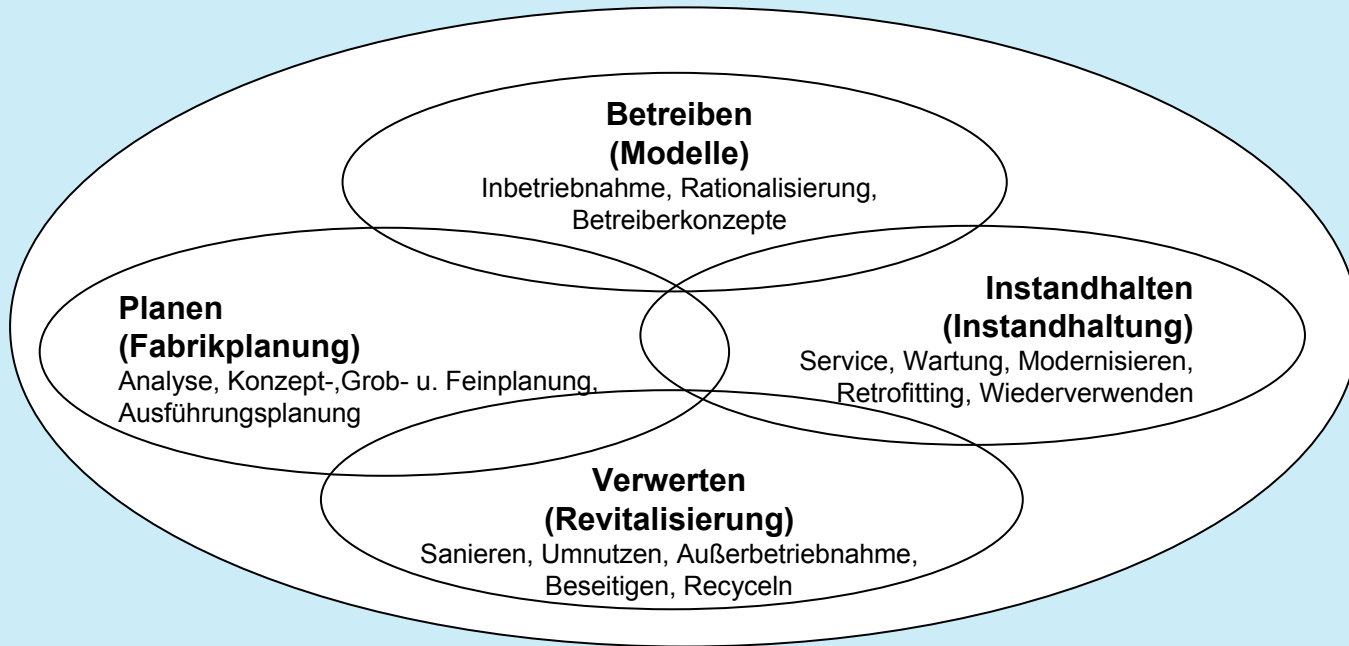 Betreiben
(Modelle)
Inbetriebnahme, Rationalisierung,
Betreiberkonzepte
Planen
(Fabrikplanung)
Analyse, Konzept-,Grob- u. Feinplanung,
Ausführungsplanung
Instandhalten
(Instandhaltung)
Service, Wartung, Modernisieren,
Retrofitting, Wiederverwenden
Verwerten
(Revitalisierung)
Sanieren, Umnutzen, Außerbetriebnahme,
Beseitigen, Recyceln